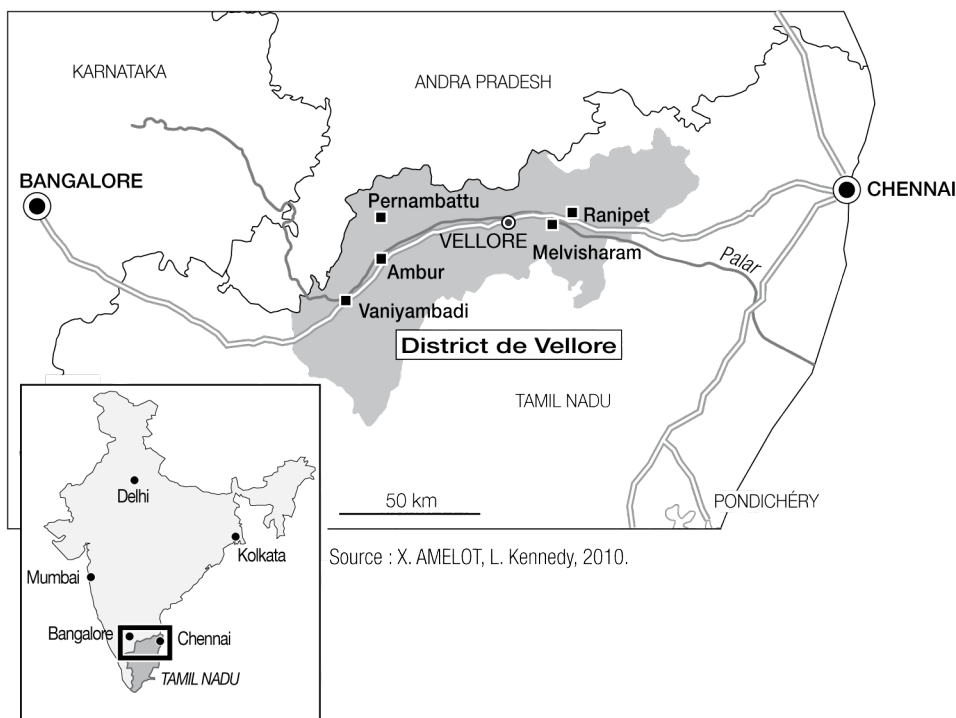 KARNATAKA
ANDRA PRADESH
BANGALORE
CHENNAI
Pernambattu
Ranipet
VELLORE
Melvisharam
Ambur
Palar
Vaniyambadi
District de Vellore
TAMIL NADU
50 km
PONDICHÉRY
Source : X. AMELOT, L. Kennedy, 2010.
Delhi
Kolkata
Mumbai
Bangalore
Chennai
TAMIL NADU